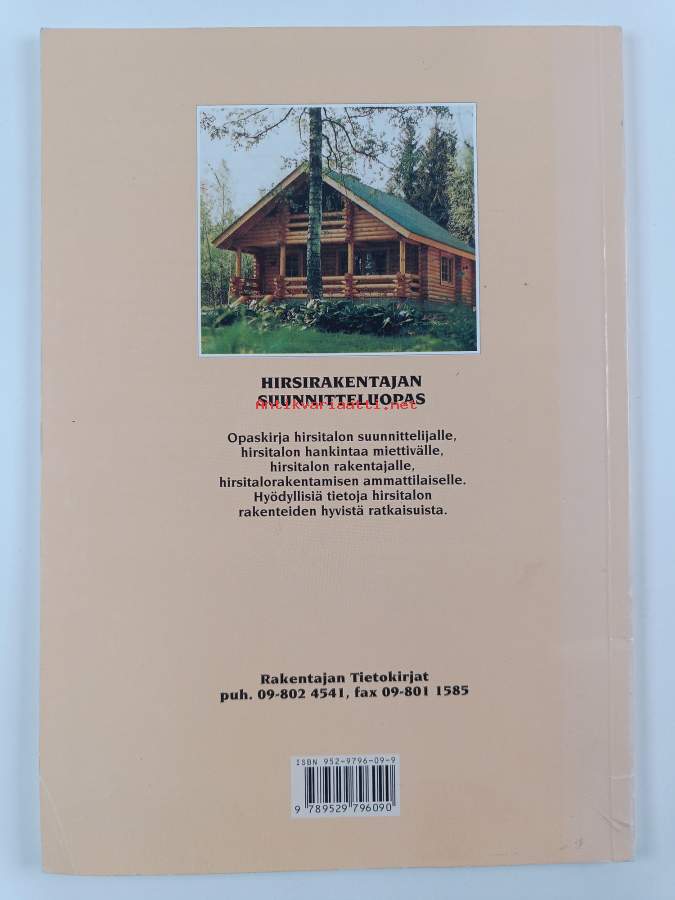 HIRSIRAKENTAJAN
SUUNNITTELUOPAS
Antikvariaatti.net
Opaskirja hirsitalon suunnittelijalle,
hirsitalon hankintaa miettivälle,
hirsitalon rakentajalle,
hirsitalorakentamisen ammattilaiselle.
Hyödyllisiä tietoja hirsitalon
rakenteiden hyvistä ratkaisuista.
Rakentajan Tietokirjat
puh. 09-802 4541, fax 09-801 1585
ISBN 952-9796-09-9
9 789529 796090